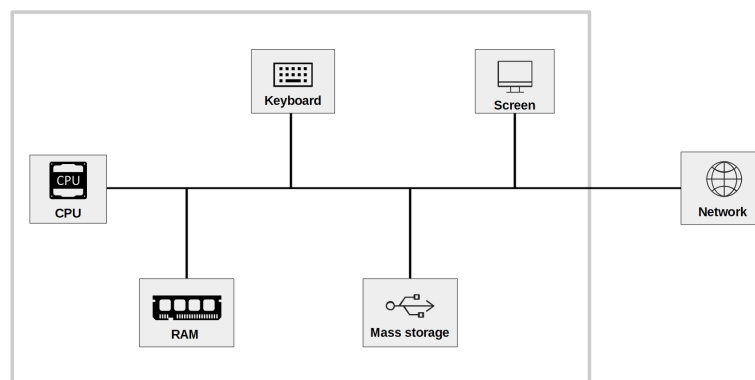 Keyboard
Screen
CPU
CPU
Network
RAM
Mass storage